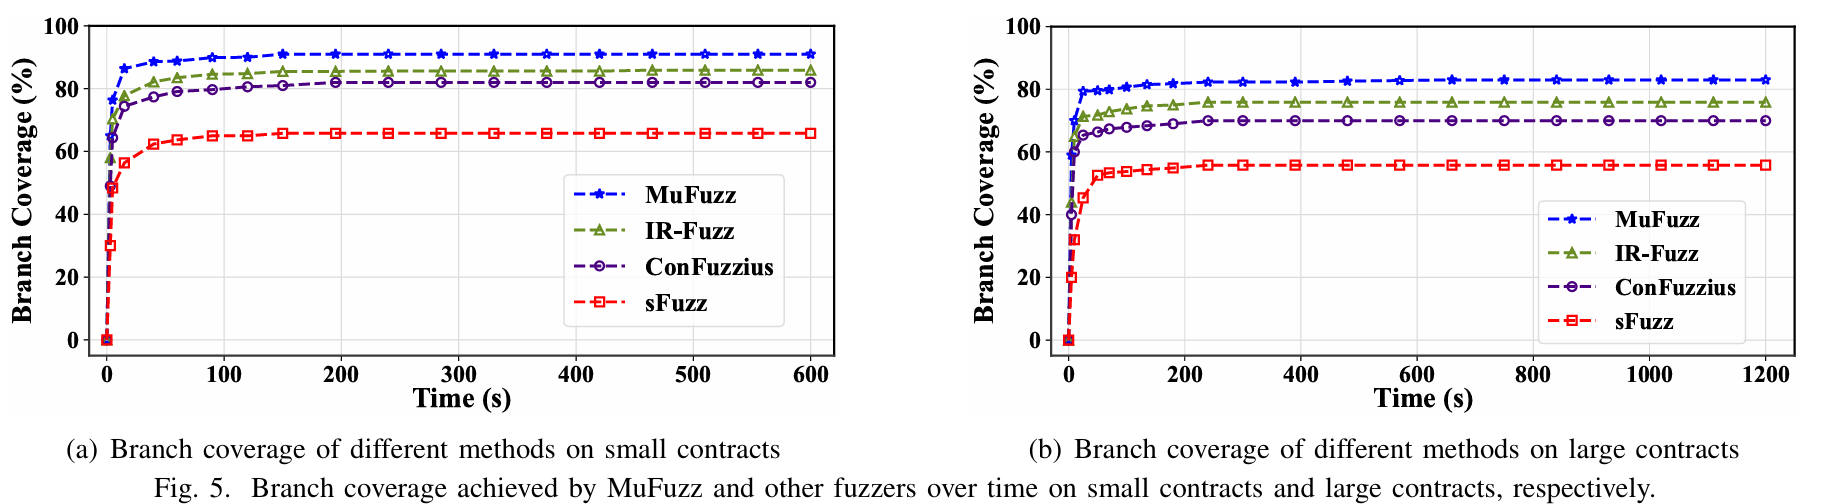 100
80
60
40
20
0
Branch Coverage (%)
MuFuzz
IR-Fuzz
ConFuzzius
sFuzz
0 100 200 300 400 500 600
Time (s)
(a) Branch coverage of different methods on small contracts
100
80
60
40
20
0
Branch Coverage (%)
MuFuzz
IR-Fuzz
ConFuzzius
sFuzz
0 200 400 600 800 1000 1200
Time (s)
(b) Branch coverage of different methods on large contracts
Fig. 5. Branch coverage achieved by MuFuzz and other fuzzers over time on small contracts and large contracts, respectively.